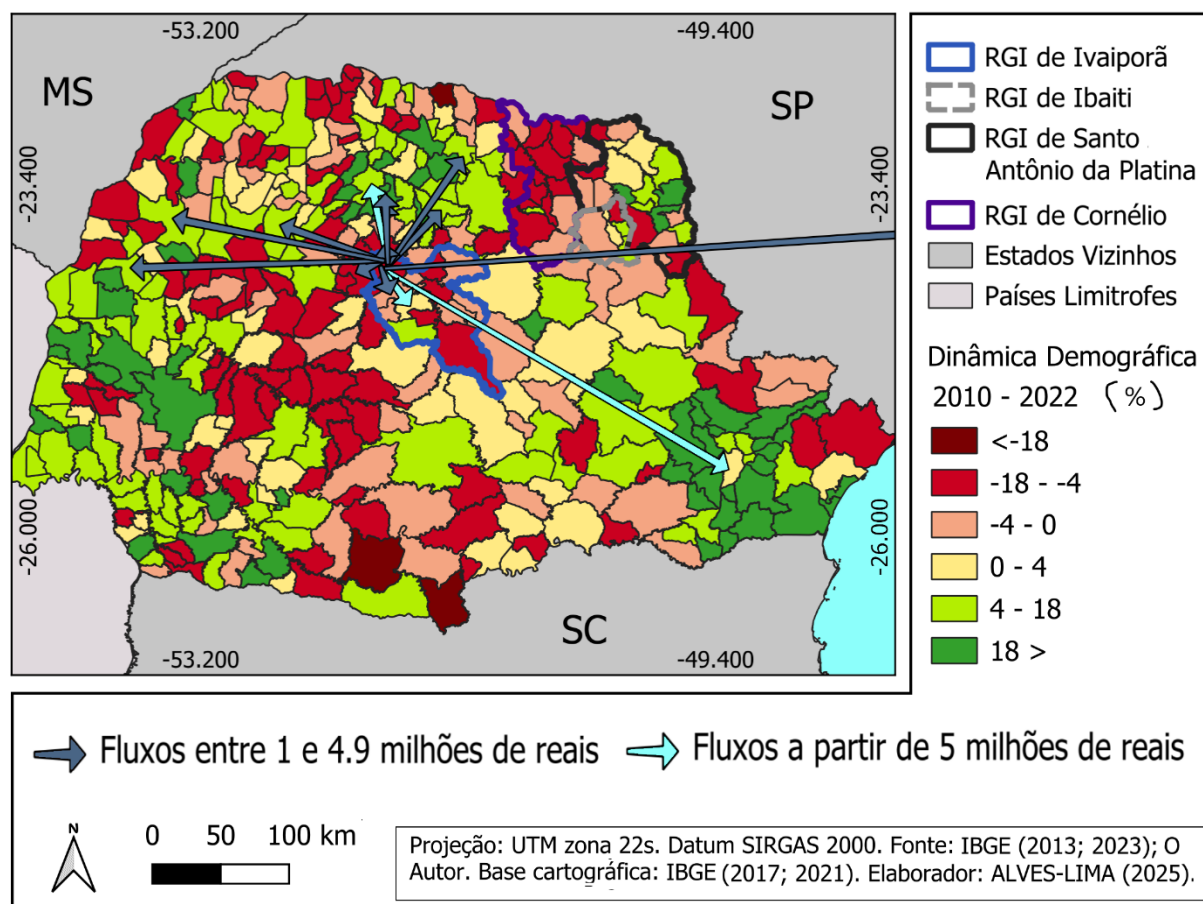 -53.200
-49.400
MS
SP
-23.400
-23.400
-26.000
-26.000
SC
-53.200
-49.400
RGI de Ivaiporã
RGI de Ibaiti
RGI de Santo
Antônio da Platina
RGI de Cornélio
Estados Vizinhos
Países Limitrofes
Dinâmica Demográfica
2010 - 2022 (%)
<-18
-18 - -4
-4 - 0
0 - 4
4 - 18
18 >
Fluxos entre 1 e 4.9 milhões de reais
Fluxos a partir de 5 milhões de reais
N
0 50 100 km
Projeção: UTM zona 22s. Datum SIRGAS 2000. Fonte: IBGE (2013; 2023); O
Autor. Base cartográfica: IBGE (2017; 2021). Elaborador: ALVES-LIMA (2025).